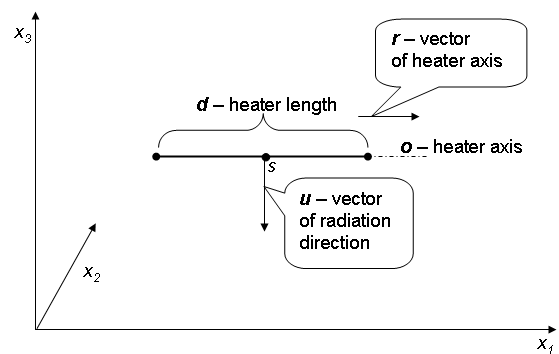 x3
r – vector
of heater axis
d – heater length
o – heater axis
s
u – vector
of radiation
direction
x2
x1